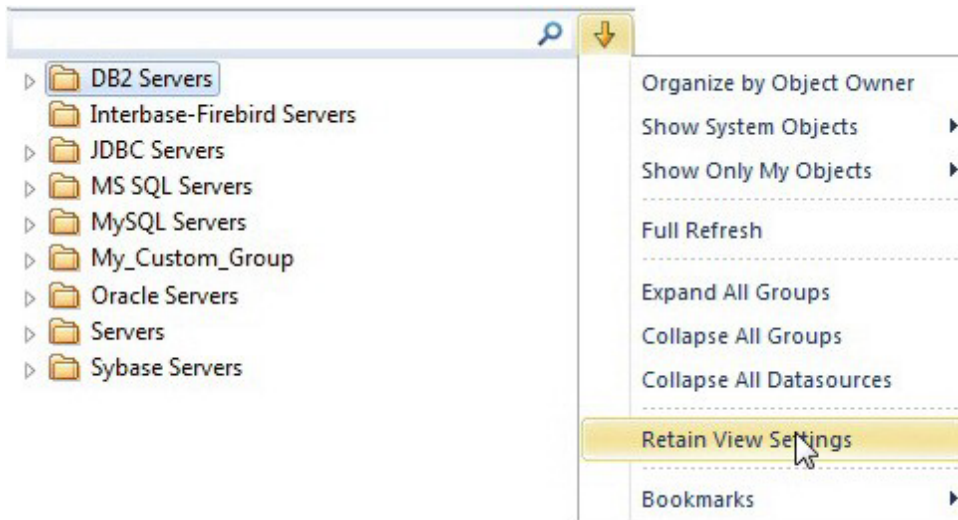 DB2 Servers
Interbase-Firebird Servers
JDBC Servers
MS SQL Servers
MySQL Servers
My_Custom_Group
Oracle Servers
Servers
Sybase Servers
Organize by Object Owner
Show System Objects
Show Only My Objects
Full Refresh
Expand All Groups
Collapse All Groups
Collapse All Datasources
Retain View Settings
Bookmarks